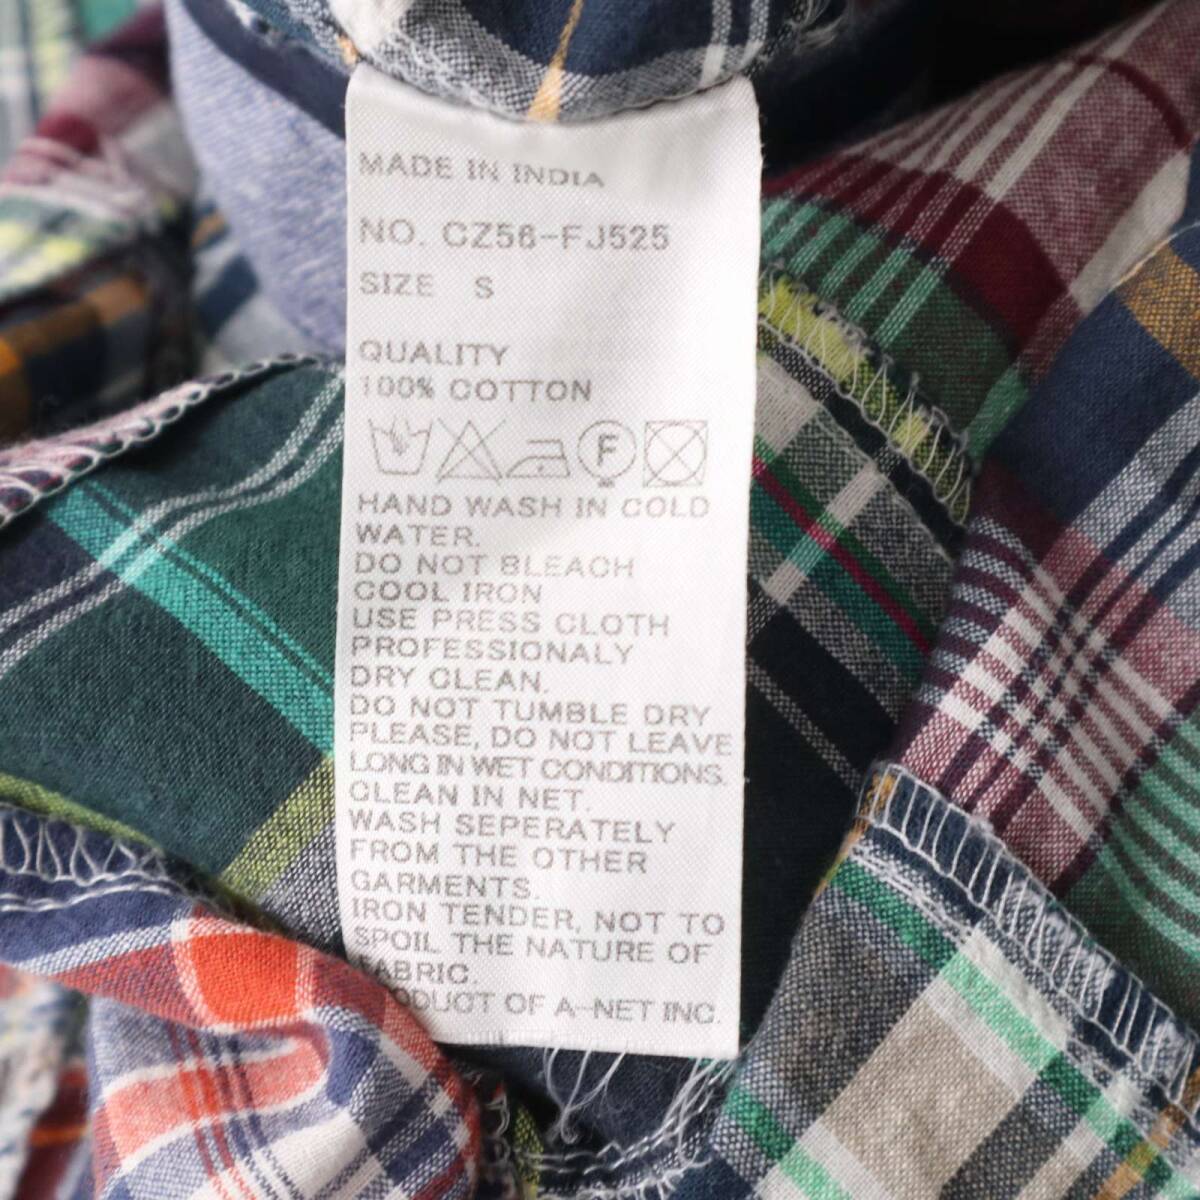 MADE IN INDIA
NO. CZ56-FJ525
SIZE S
QUALITY
100% COTTON
F
HAND WASH IN COLD
WATER.
DO NOT BLEACH
COOL IRON
USE PRESS CLOTH
PROFESSIONALY
DRY CLEAN.
DO NOT TUMBLE DRY
PLEASE, DO NOT LEAVE
LONG IN WET CONDITIONS.
CLEAN IN NET.
WASH SEPERATELY
FROM THE OTHER
GARMENTS.
IRON TENDER, NOT TO
SPOIL THE NATURE OF
FABRIC.
ODUCT OF A-NET INC.